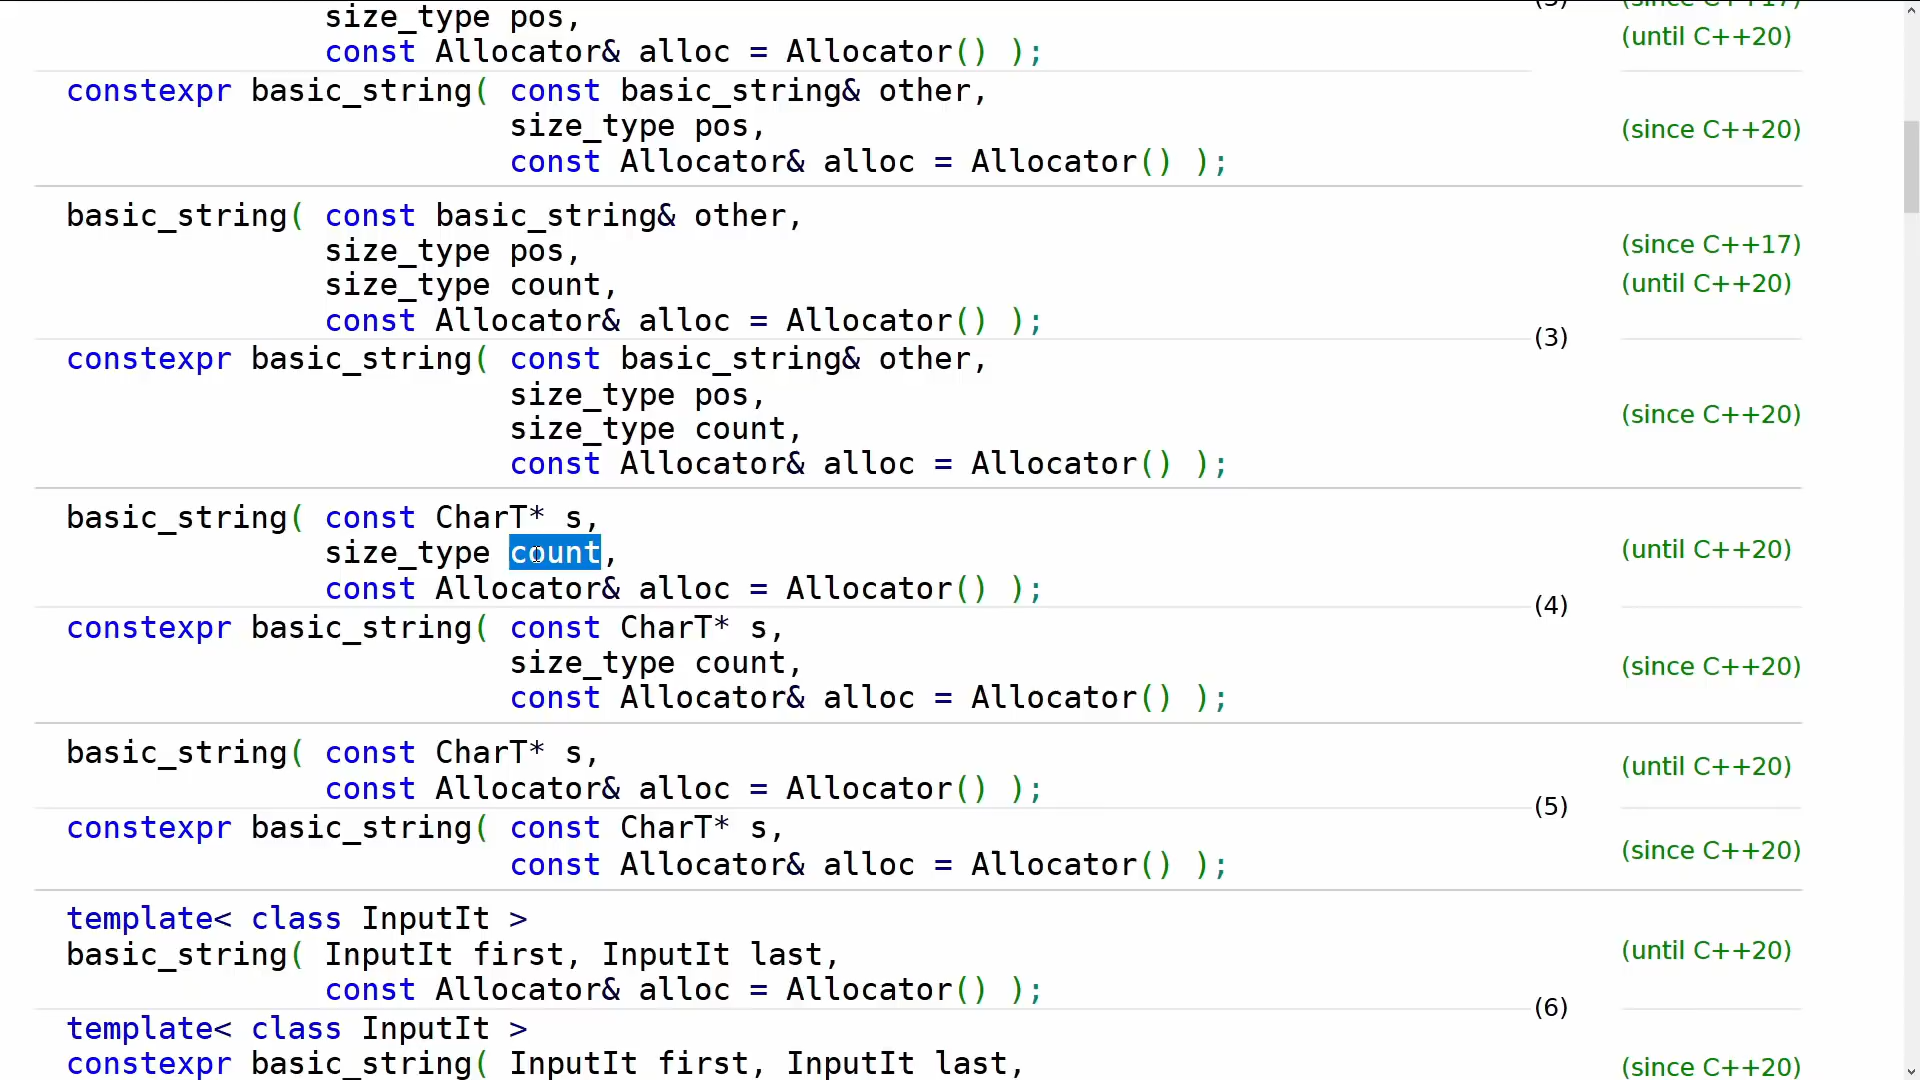 (3) (since C++17)
size_type pos,
(until C++20)
const Allocator& alloc = Allocator() );
constexpr basic_string( const basic_string& other,
size_type pos,
(since C++20)
const Allocator& alloc = Allocator() );
basic_string( const basic_string& other,
(since C++17)
size_type pos,
size_type count,
(until C++20)
const Allocator& alloc = Allocator() );
(3)
constexpr basic_string( const basic_string& other,
size_type pos,
(since C++20)
size_type count,
const Allocator& alloc = Allocator() );
basic_string( const CharT* s,
size_type count,
(until C++20)
const Allocator& alloc = Allocator() );
(4)
constexpr basic_string( const CharT* s,
size_type count,
(since C++20)
const Allocator& alloc = Allocator() );
basic_string( const CharT* s,
(until C++20)
const Allocator& alloc = Allocator() );
(5)
constexpr basic_string( const CharT* s,
(since C++20)
const Allocator& alloc = Allocator() );
template< class InputIt >
basic_string( InputIt first, InputIt last,
(until C++20)
const Allocator& alloc = Allocator() );
(6)
template< class InputIt >
constexpr basic_string( InputIt first, InputIt last,
(since C++20)